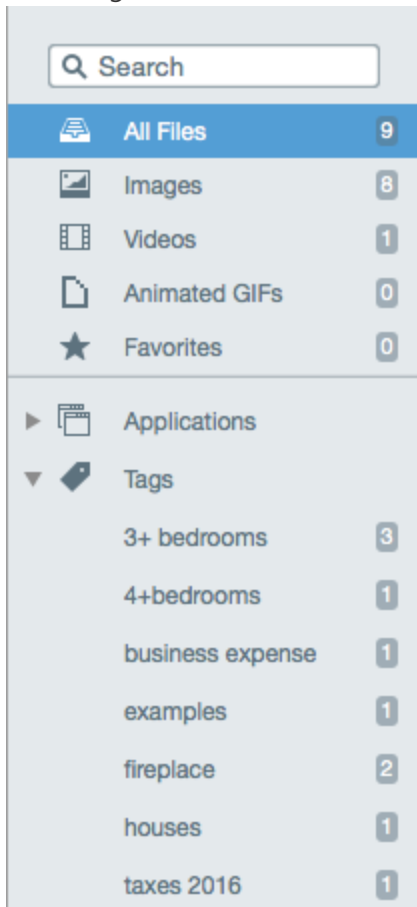 Search
All Files 9
Images 8
Videos 1
Animated GIFs 0
Favorites 0
Applications
Tags
3+ bedrooms 3
4+bedrooms 1
business expense 1
examples 1
fireplace 2
houses 1
taxes 2016 1